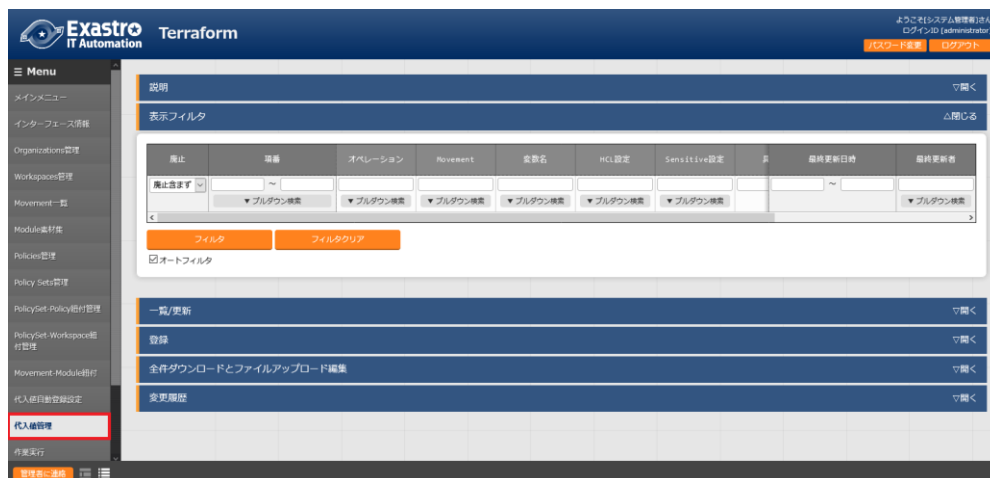 Exastro
IT Automation
Terraform
ようこそ[システム管理者]さん
ログインID [administrator]
パスワード変更
ログアウト
Menu
メインメニュー
インターフェース情報
Organizations管理
Workspaces管理
Movement一覧
Module素材集
Policies管理
Policy Sets管理
PolicySet-Policy紐付管理
PolicySet-Workspace紐
付管理
Movement-Module紐付
代入値自動登録設定
代入値管理
作業実行
管理者に連絡
説明
▽開く
表示フィルタ
△閉じる
廃止 項番 オペレーション Movement 変数名 HCL設定 Sensitive設定 最終更新日時 最終更新者
廃止含まず ~ ~
▼プルダウン検索 ▼プルダウン検索 ▼プルダウン検索 ▼プルダウン検索 ▼プルダウン検索 ▼プルダウン検索 ▼プルダウン検索
フィルタ フィルタクリア
オートフィルタ
一覧/更新
▽開く
登録
▽開く
全件ダウンロードとファイルアップロード編集
▽開く
変更履歴
▽開く